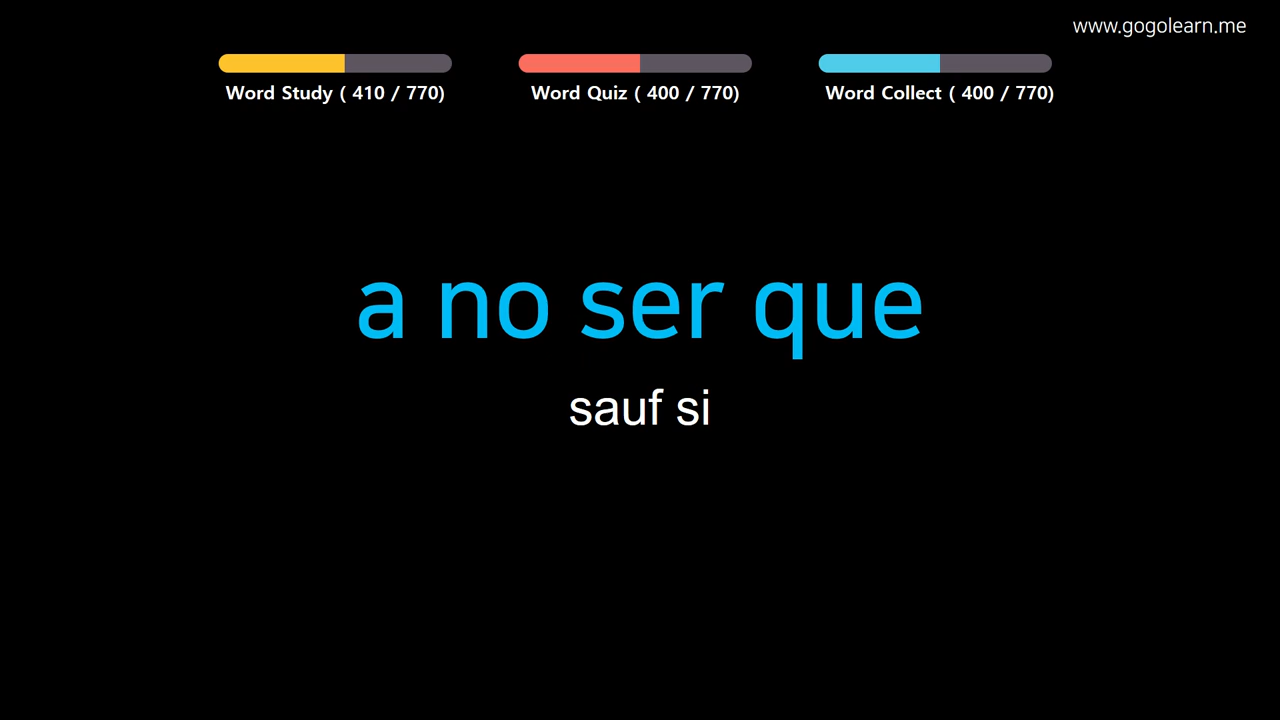 www.gogolearn.me
Word Study ( 410 / 770)
Word Quiz ( 400 / 770)
Word Collect ( 400 / 770)
a no ser que
sauf si